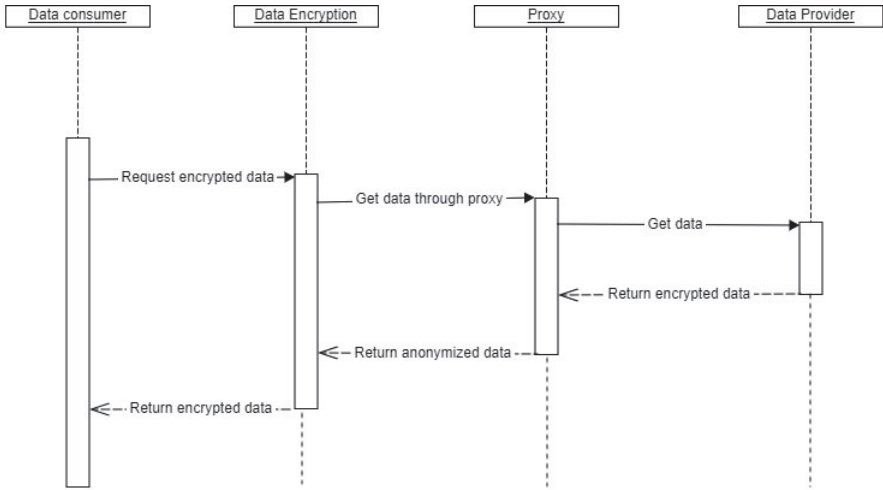 Data consumer
Data Encryption
Proxy
Data Provider
Request encrypted data
Get data through proxy
Get data
Return encrypted data
Return anonymized data
Return encrypted data